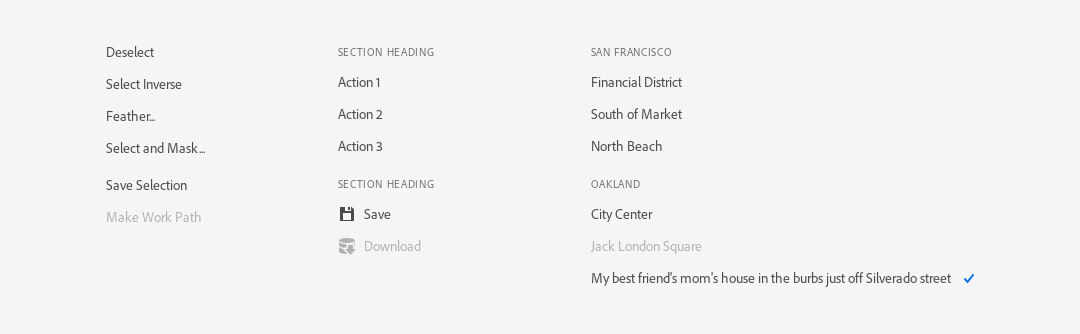 Deselect
Select Inverse
Feather...
Select and Mask...
Save Selection
Make Work Path
SECTION HEADING
Action 1
Action 2
Action 3
SECTION HEADING
Save
Download
SAN FRANCISCO
Financial District
South of Market
North Beach
OAKLAND
City Center
Jack London Square
My best friend's mom's house in the burbs just off Silverado street